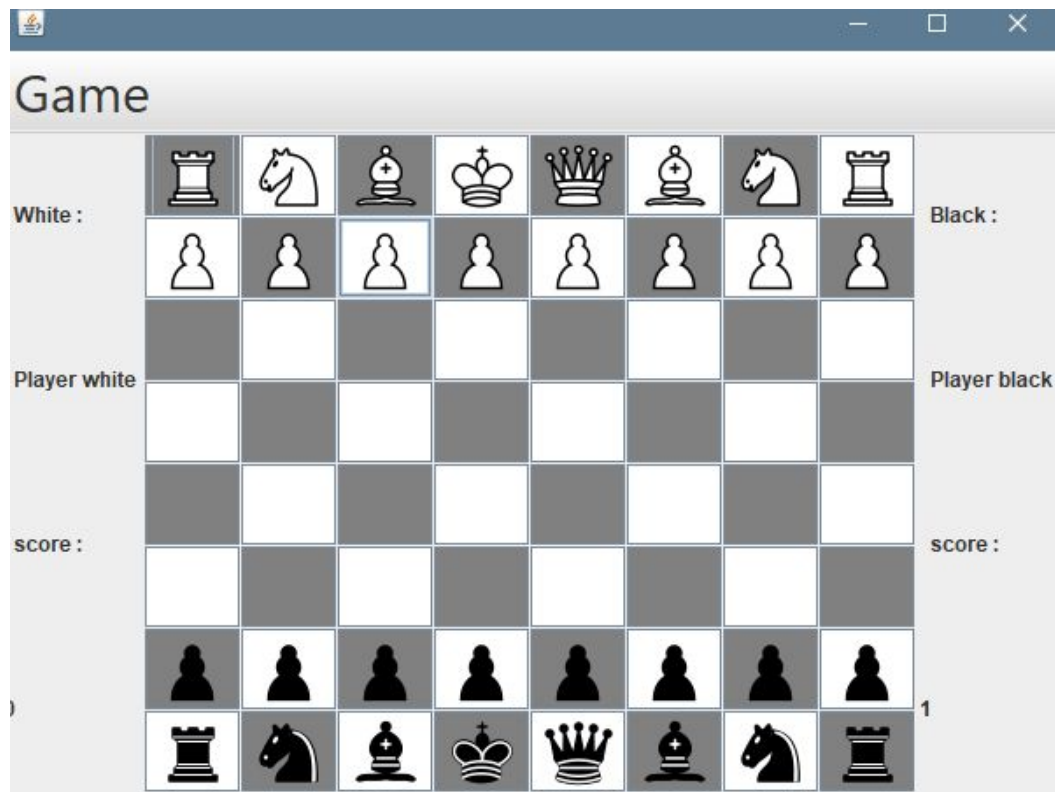 Game
White :
Black :
Player white
Player black
score :
score :
1